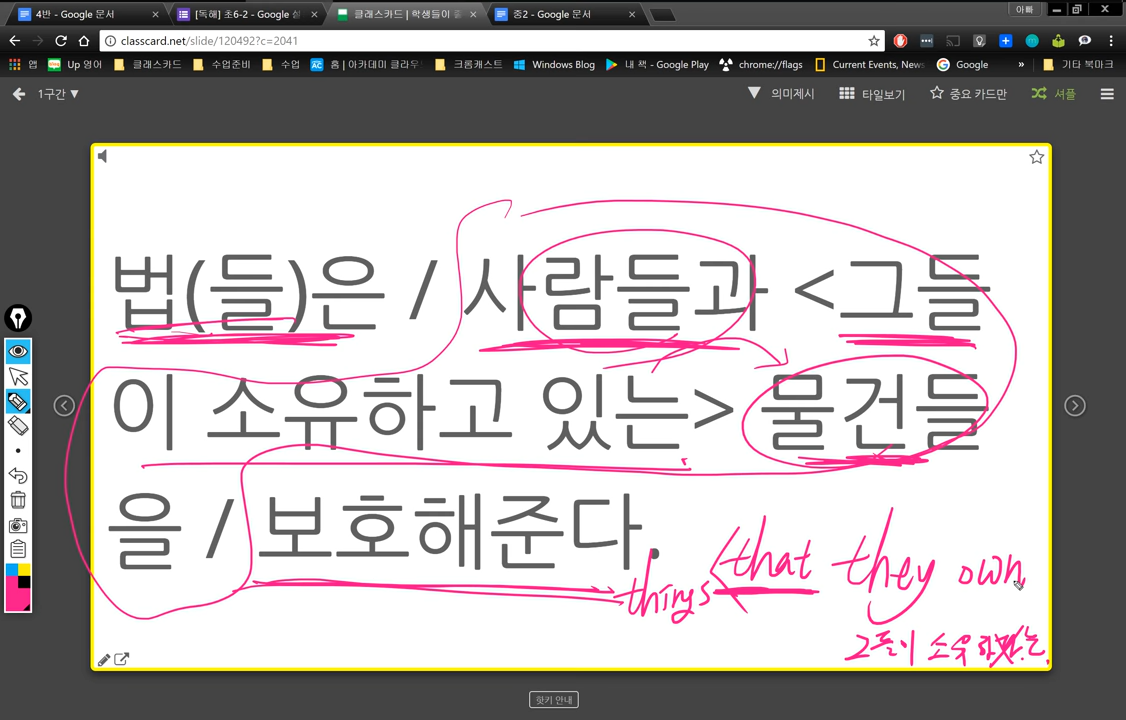 4반 - Google 문서
[독해] 초6-2 - Google 설
클래스카드 | 학생들이 좋
중2 - Google 문서
아빠
classcard.net/slide/120492?c=2041
앱
Up 영어
클래스카드
수업준비
수업
홈 | 아카데미 클라우
크롬캐스트
Windows Blog
내 책 - Google Play
chrome://flags
Current Events, News
Google
»
기타 북마크
1구간 ▼
의미제시
타일보기
중요 카드만
셔플
법(들)은 / 사람들과 <그들
이 소유하고 있는> 물건들
을 / 보호해준다.
things <that they own
그들이 소유
핫키 안내